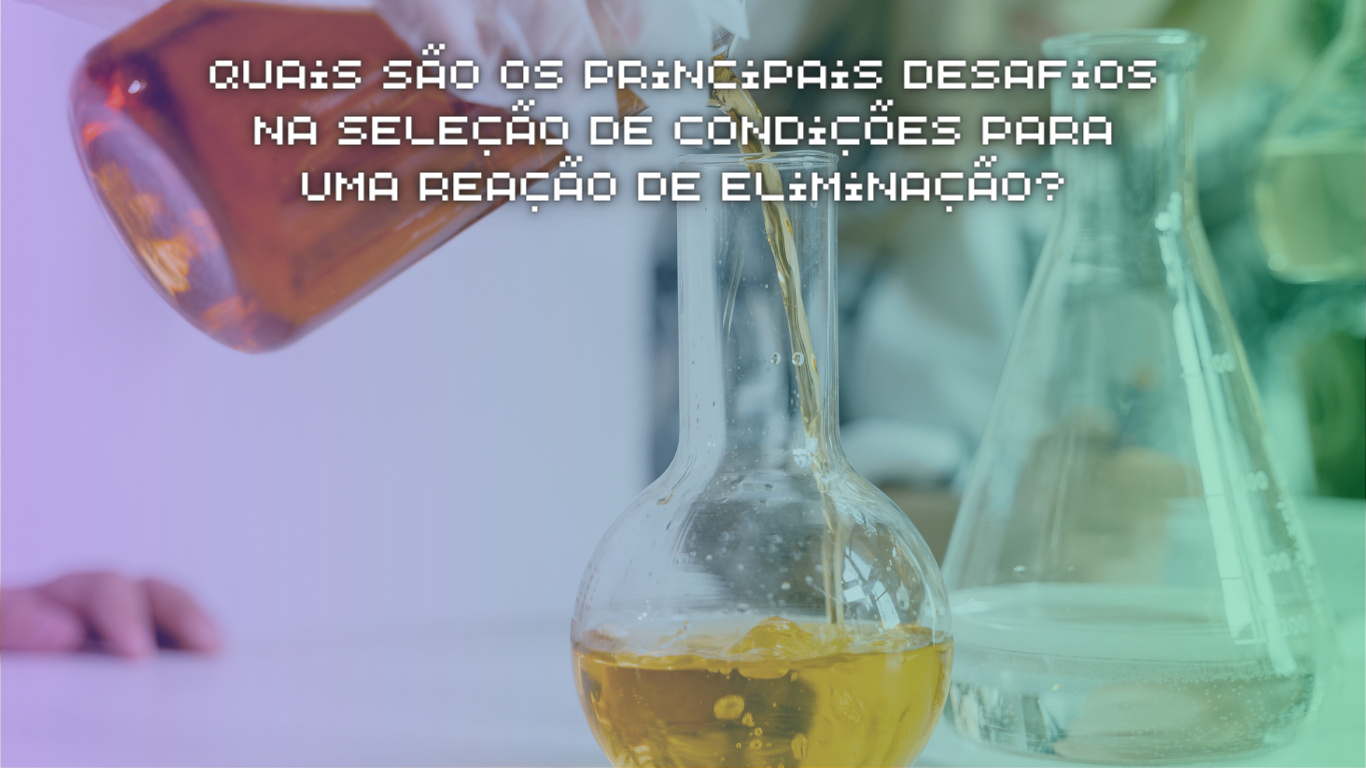 QUAiS SÃO OS PRiNCiPAiS DESAFiOS
NA SELEÇÃO DE CONDiÇÕES PARA
UMA REAÇÃO DE ELiMiNAÇÃO?